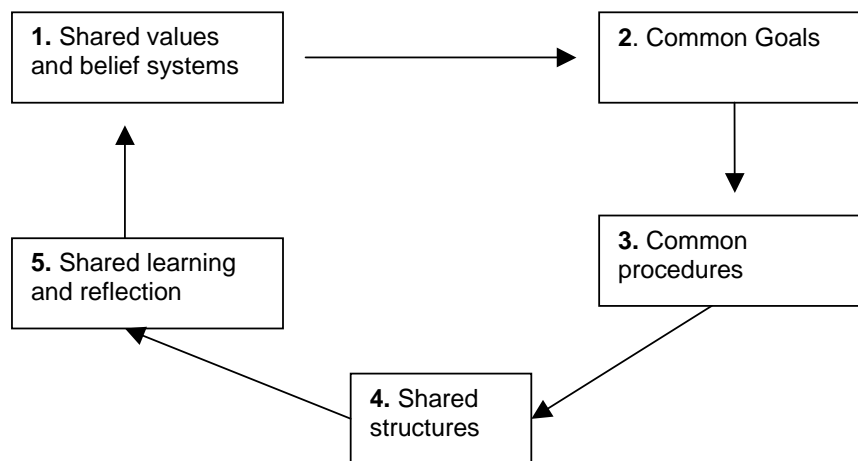 1. Shared values
and belief systems
2. Common Goals
3. Common
procedures
4. Shared
structures
5. Shared learning
and reflection